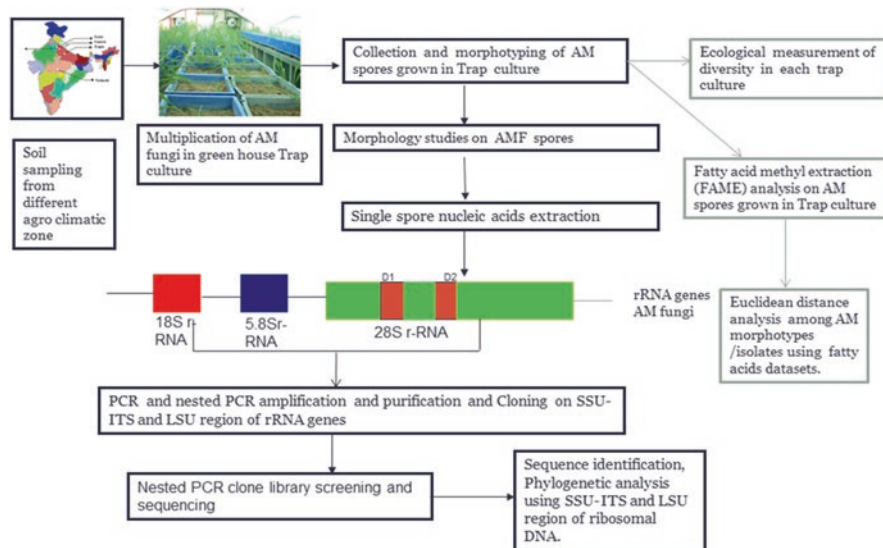 Soil
sampling
from
different
agro climatic
zone
Multiplication of AM
fungi in green house Trap
culture
Collection and morphotyping of AM
spores grown in Trap culture
Ecological measurement of
diversity in each trap
culture
Morphology studies on AMF spores
Fatty acid methyl extraction
(FAME) analysis on AM
spores grown in Trap culture
Single spore nucleic acids extraction
D1
D2
18S r-
RNA
5.8Sr-
RNA
28S r-RNA
rRNA genes
AM fungi
Euclidean distance
analysis among AM
morphotypes
/isolates using fatty
acids datasets.
PCR and nested PCR amplification and purification and Cloning on SSU-
ITS and LSU region of rRNA genes
Nested PCR clone library screening and
sequencing
Sequence identification,
Phylogenetic analysis
using SSU-ITS and LSU
region of ribosomal
DNA.